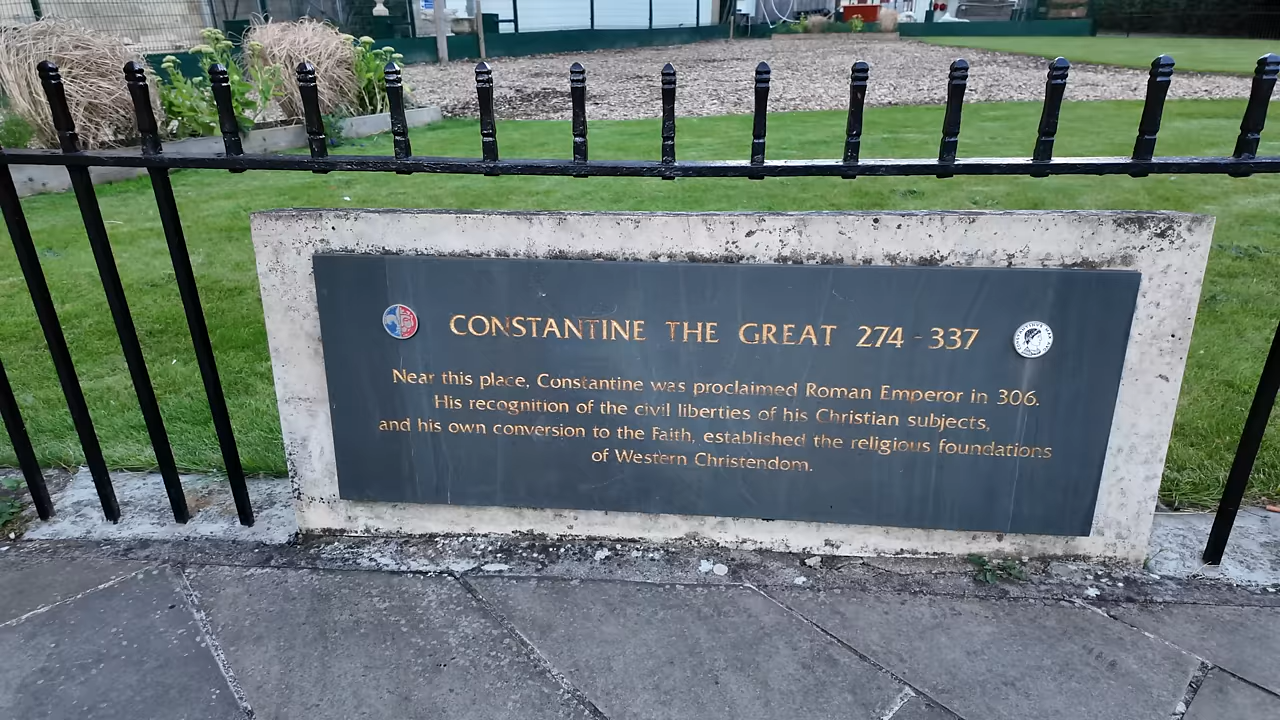 CONSTANTINE THE GREAT 274 - 337
Near this place, Constantine was proclaimed Roman Emperor in 306.
His recognition of the civil liberties of his Christian subjects,
and his own conversion to the Faith, established the religious foundations
of Western Christendom.